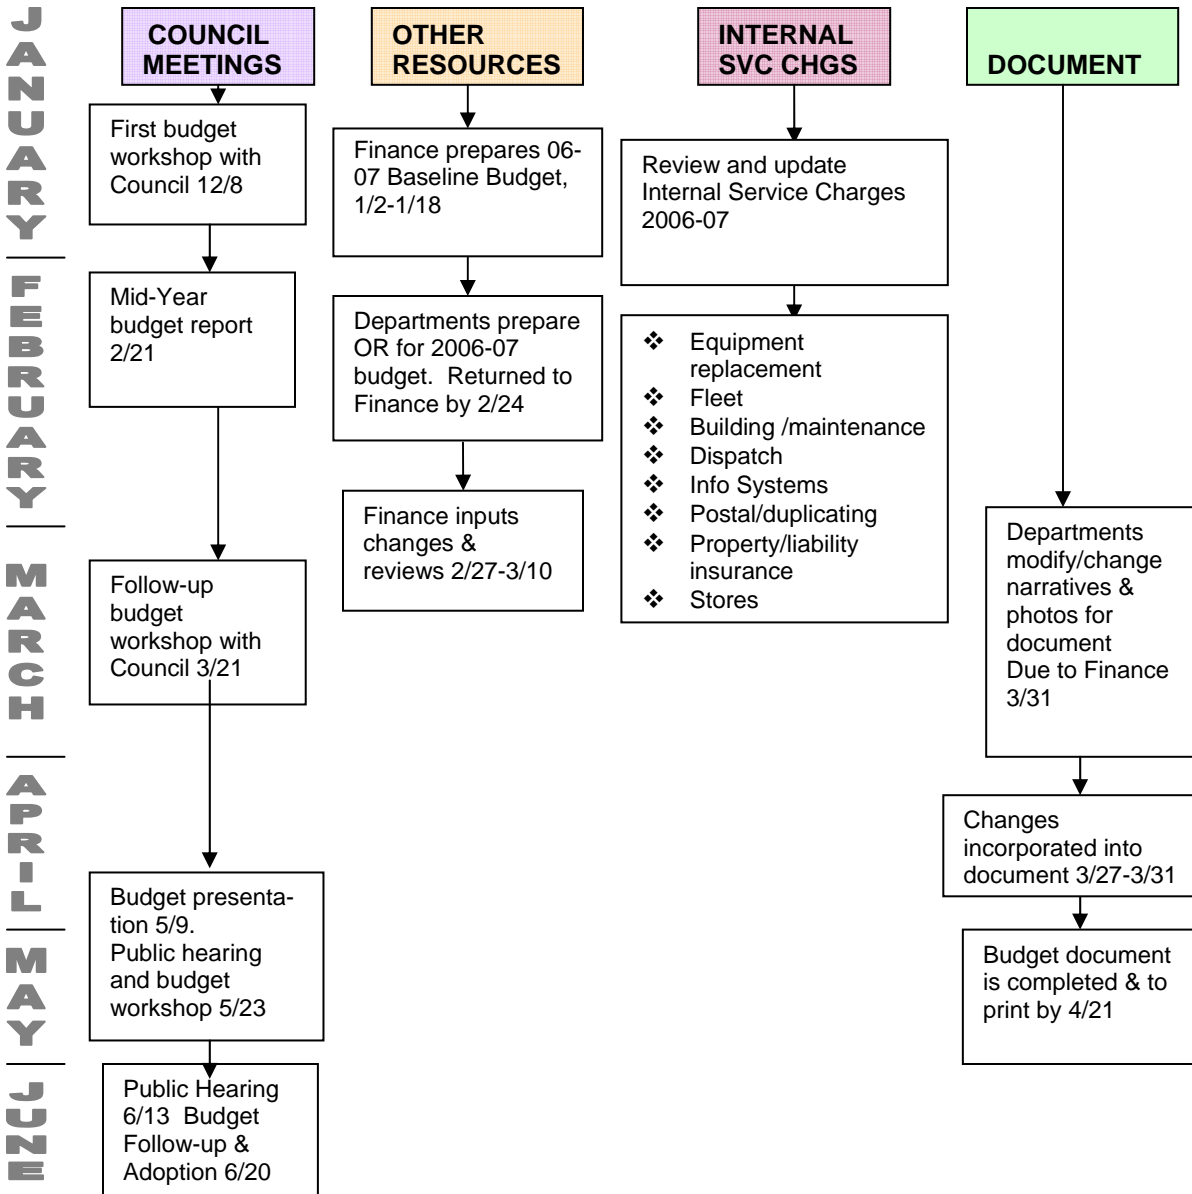 JANUARY
FEBRUARY
MARCH
APRIL
MAY
JUNE
COUNCIL
MEETINGS
First budget
workshop with
Council 12/8
Mid-Year
budget report
2/21
Follow-up
budget
workshop with
Council 3/21
Budget presenta-
tion 5/9.
Public hearing
and budget
workshop 5/23
Public Hearing
6/13 Budget
Follow-up &
Adoption 6/20
OTHER
RESOURCES
Finance prepares 06-
07 Baseline Budget,
1/2-1/18
Departments prepare
OR for 2006-07
budget. Returned to
Finance by 2/24
Finance inputs
changes &
reviews 2/27-3/10
INTERNAL
SVC CHGS
Review and update
Internal Service Charges
2006-07
❖ Equipment
replacement
❖ Fleet
❖ Building /maintenance
❖ Dispatch
❖ Info Systems
❖ Postal/duplicating
❖ Property/liability
insurance
❖ Stores
DOCUMENT
Departments
modify/change
narratives &
photos for
document
Due to Finance
3/31
Changes
incorporated into
document 3/27-3/31
Budget document
is completed & to
print by 4/21